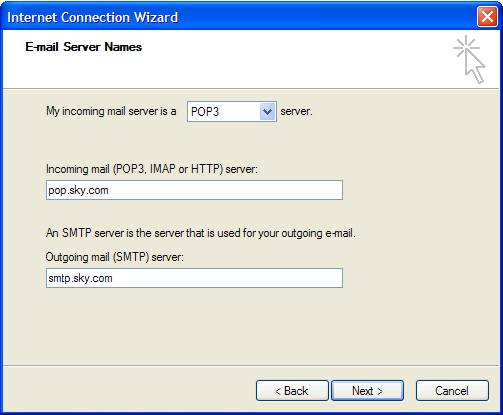 Internet Connection Wizard
E-mail Server Names
My incoming mail server is a POP3 server.
Incoming mail (POP3, IMAP or HTTP) server:
pop.sky.com
An SMTP server is the server that is used for your outgoing e-mail.
Outgoing mail (SMTP) server:
smtp.sky.com
< Back Next > Cancel